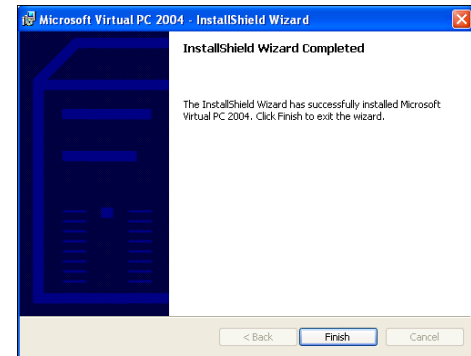 Microsoft Virtual PC 2004 - InstallShield Wizard
InstallShield Wizard Completed
The InstallShield Wizard has successfully installed Microsoft
Virtual PC 2004. Click Finish to exit the wizard.
< Back
Finish
Cancel